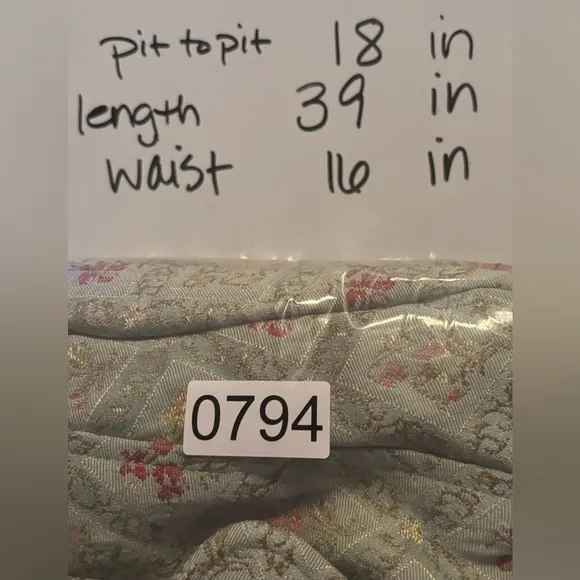 pit to pit 18 in
length 39 in
waist 16 in
0794